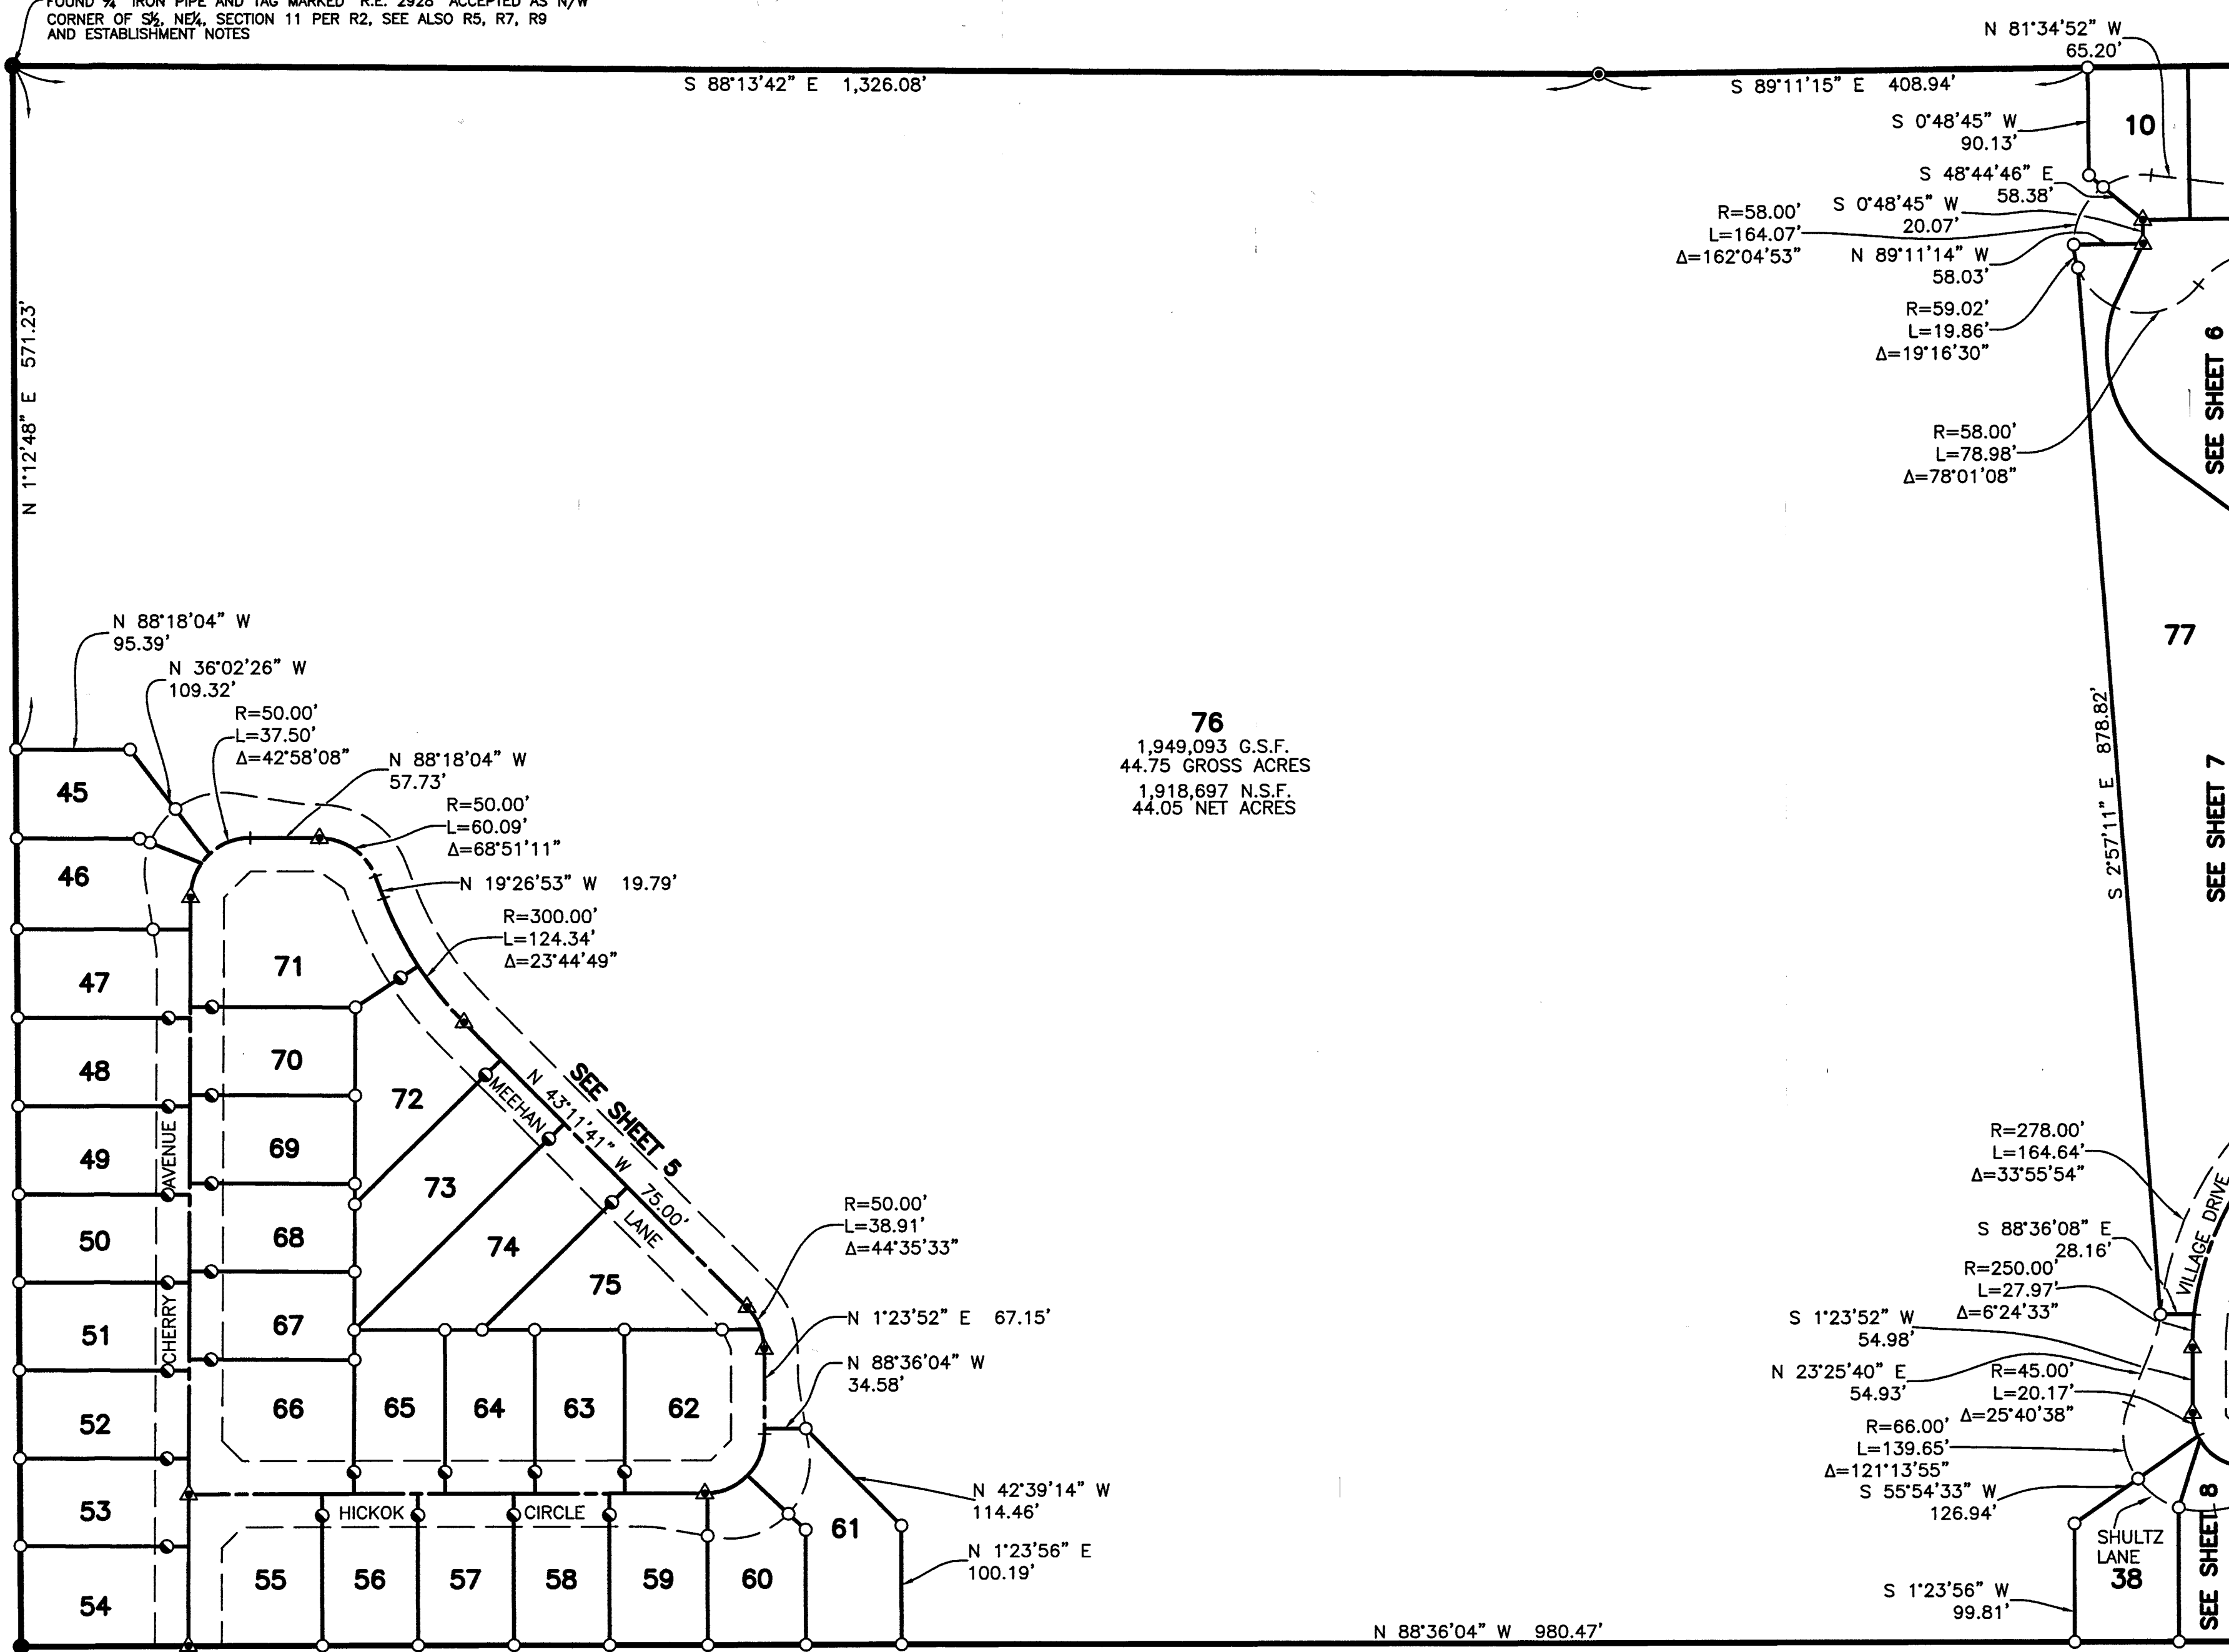 FOUND ¾" IRON PIPE AND TAG MARKED "R.E. 2928" ACCEPTED AS N/W
CORNER OF S½, NE¼, SECTION 11 PER R2, SEE ALSO R5, R7, R9
AND ESTABLISHMENT NOTES
S 88°13'42" E 1,326.08'
S 89°11'15" E 408.94'
N 81°34'52" W
65.20'
S 0°48'45" W
90.13'
10
S 48°44'46" E
58.38'
S 0°48'45" W
20.07'
R=58.00'
L=164.07'
Δ=162°04'53"
N 89°11'14" W
58.03'
R=59.02'
L=19.86'
Δ=19°16'30"
R=58.00'
L=78.98'
Δ=78°01'08"
SEE SHEET 6
N 1°12'48" E 571.23'
77
S 2°57'11" E 878.82'
SEE SHEET 7
76
1,949,093 G.S.F.
44.75 GROSS ACRES
1,918,697 N.S.F.
44.05 NET ACRES
N 88°18'04" W
95.39'
N 36°02'26" W
109.32'
R=50.00'
L=37.50'
Δ=42°58'08"
N 88°18'04" W
57.73'
R=50.00'
L=60.09'
Δ=68°51'11"
N 19°26'53" W 19.79'
R=300.00'
L=124.34'
Δ=23°44'49"
45
46
47
48
49
50
51
52
53
54
CHERRY
AVENUE
71
70
69
68
67
66
72
73
74
75
MEEHAN
LANE
SEE SHEET 5
N 43°11'41" W 75.00'
R=50.00'
L=38.91'
Δ=44°35'33"
N 1°23'52" E 67.15'
N 88°36'04" W
34.58'
65
64
63
62
HICKOK
CIRCLE
N 42°39'14" W
114.46'
61
N 1°23'56" E
100.19'
55
56
57
58
59
60
N 88°36'04" W 980.47'
R=278.00'
L=164.64'
Δ=33°55'54"
VILLAGE DRIVE
S 88°36'08" E
28.16'
R=250.00'
L=27.97'
Δ=6°24'33"
S 1°23'52" W
54.98'
N 23°25'40" E
54.93'
R=45.00'
L=20.17'
Δ=25°40'38"
R=66.00'
L=139.65'
Δ=121°13'55"
S 55°54'33" W
126.94'
SHULTZ
LANE
38
S 1°23'56" W
99.81'
SEE SHEET 8